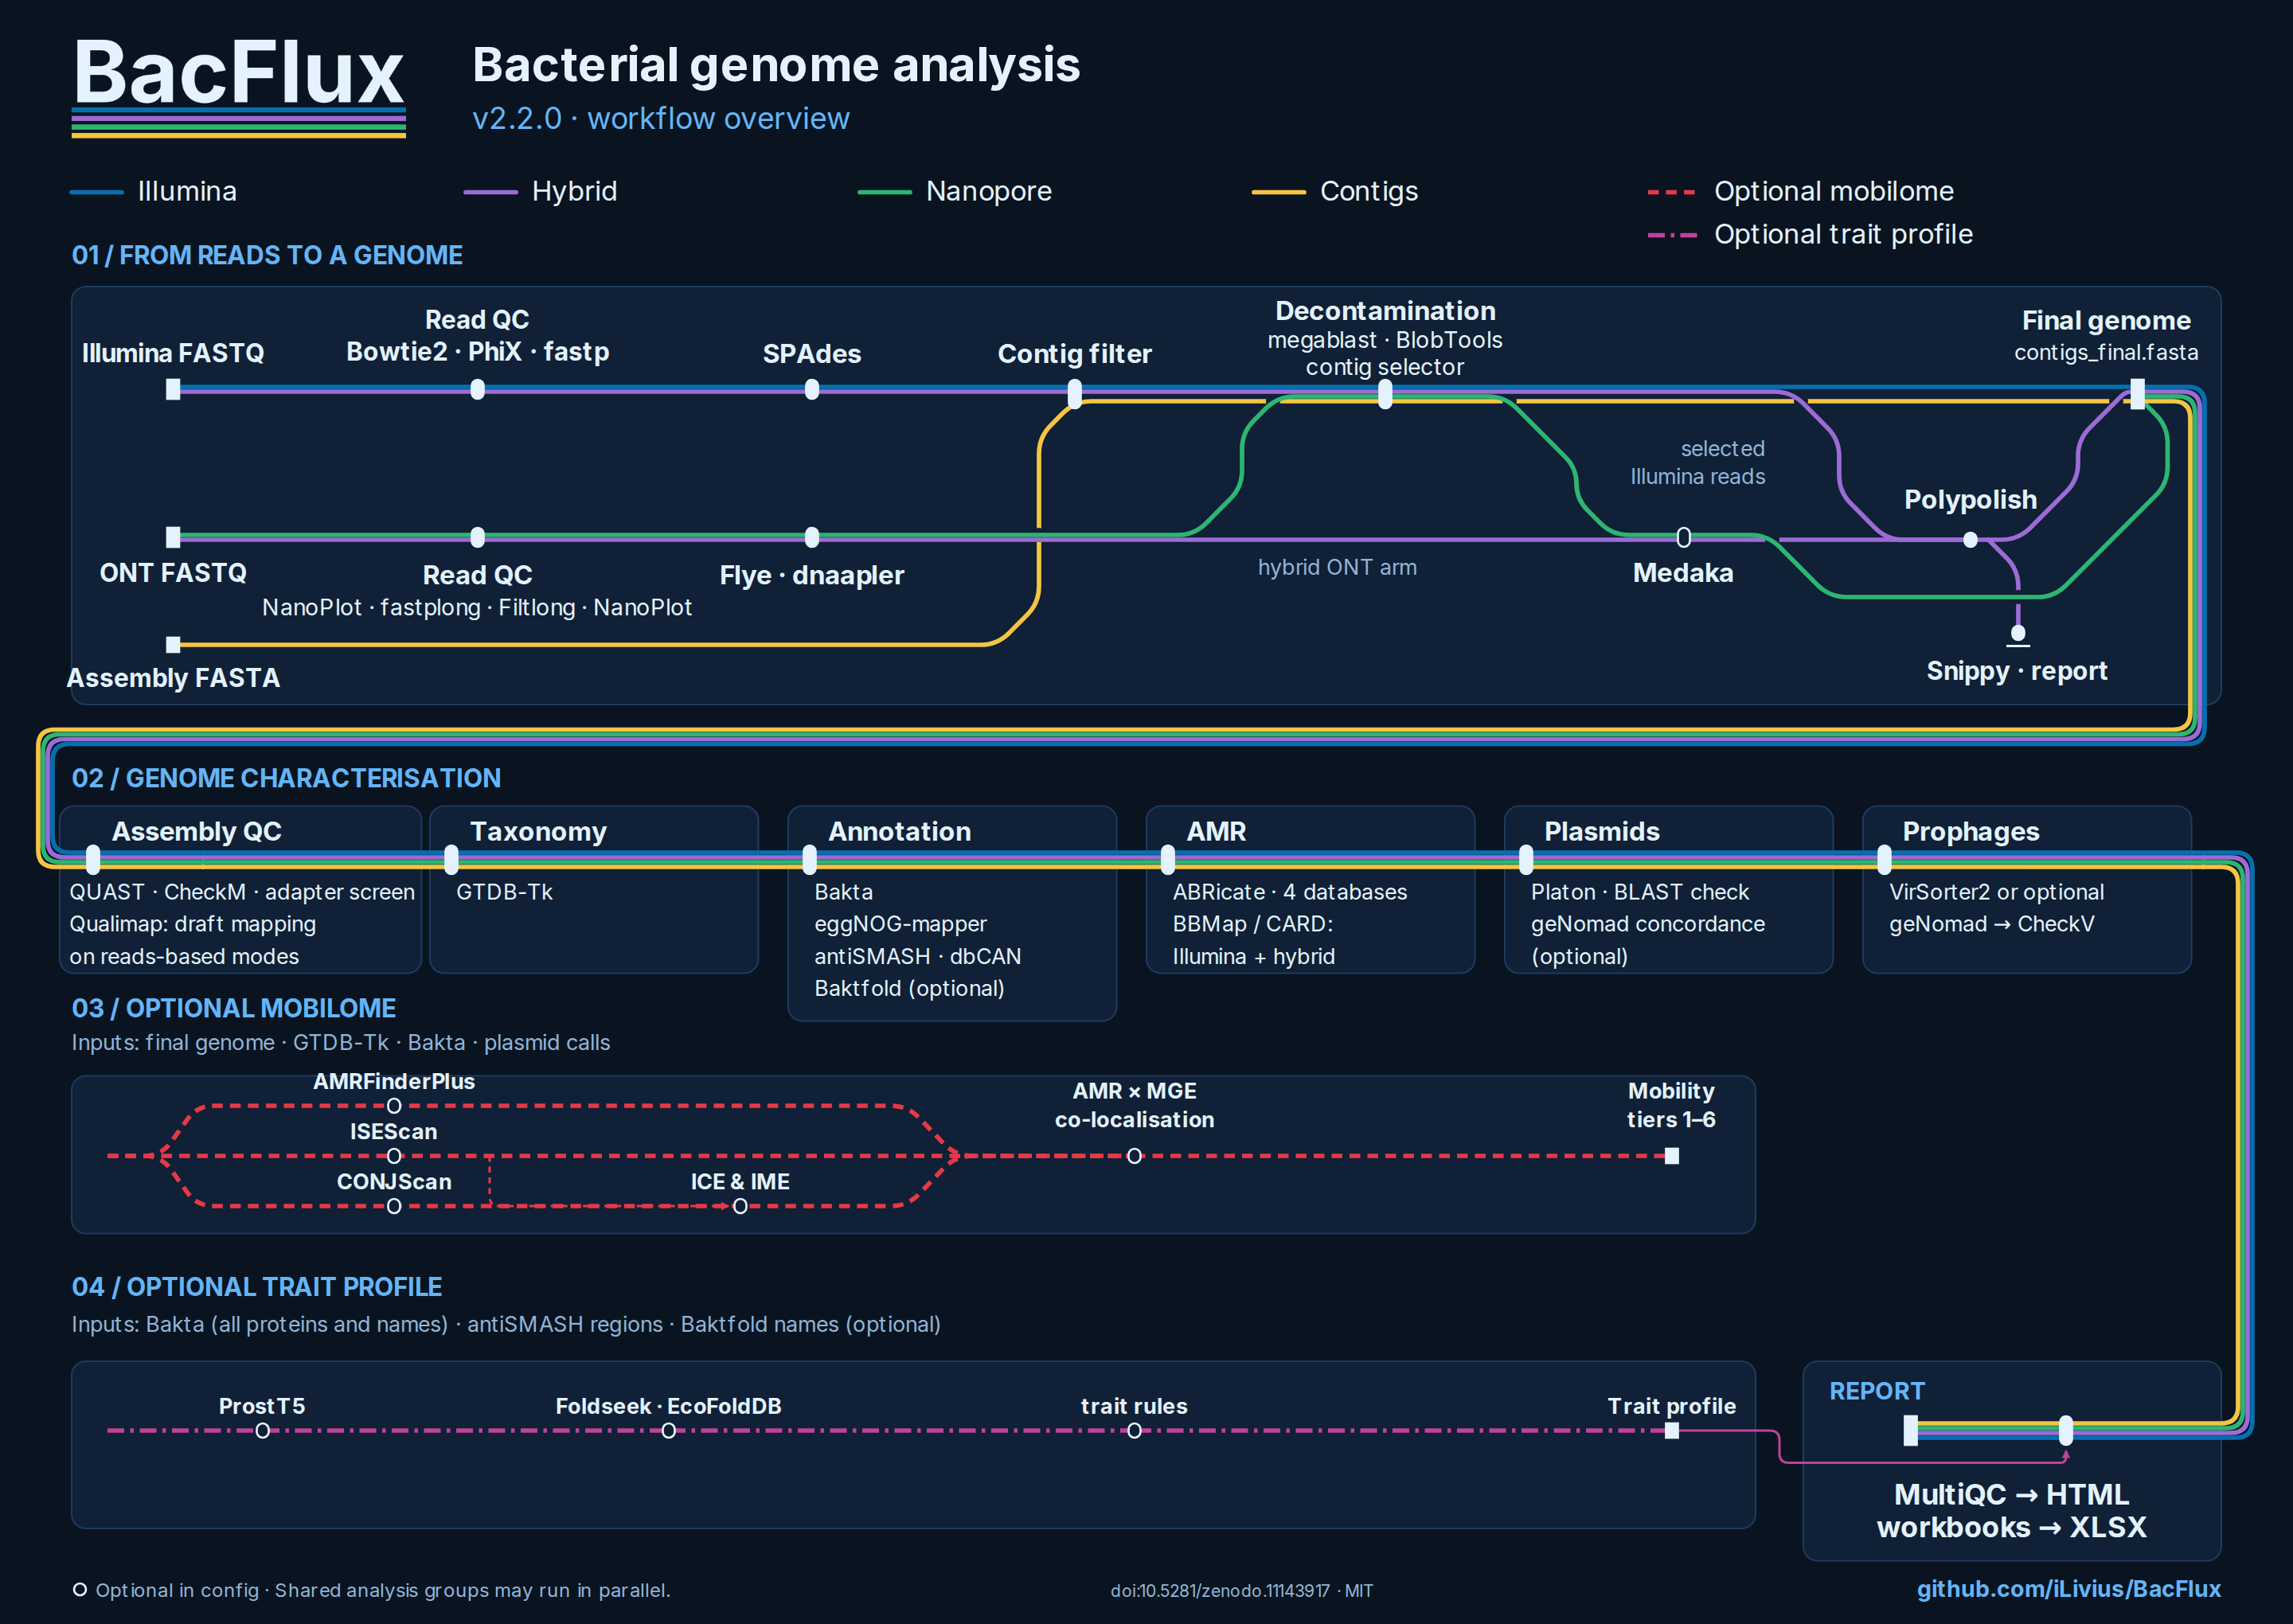 BacFlux
Bacterial genome analysis
v2.2.0 · workflow overview
Illumina
Hybrid
Nanopore
Contigs
Optional mobilome
Optional trait profile
01 / FROM READS TO A GENOME
Illumina FASTQ
Read QC
Bowtie2 · PhiX · fastp
SPAdes
Contig filter
Decontamination
megablast · BlobTools
contig selector
Final genome
contigs_final.fasta
selected
Illumina reads
Polypolish
ONT FASTQ
Read QC
NanoPlot · fastplong · Filtlong · NanoPlot
Flye · dnaapler
hybrid ONT arm
Medaka
Assembly FASTA
Snippy · report
02 / GENOME CHARACTERISATION
Assembly QC
QUAST · CheckM · adapter screen
Qualimap: draft mapping
on reads-based modes
Taxonomy
GTDB-Tk
Annotation
Bakta
eggNOG-mapper
antiSMASH · dbCAN
Baktfold (optional)
AMR
ABRicate · 4 databases
BBMap / CARD:
Illumina + hybrid
Plasmids
Platon · BLAST check
geNomad concordance
(optional)
Prophages
VirSorter2 or optional
geNomad → CheckV
03 / OPTIONAL MOBILOME
Inputs: final genome · GTDB-Tk · Bakta · plasmid calls
AMRFinderPlus
ISEScan
CONJScan
ICE & IME
AMR × MGE
co-localisation
Mobility
tiers 1–6
04 / OPTIONAL TRAIT PROFILE
Inputs: Bakta (all proteins and names) · antiSMASH regions · Baktfold names (optional)
ProstT5
Foldseek · EcoFoldDB
trait rules
Trait profile
REPORT
MultiQC → HTML
workbooks → XLSX
Optional in config · Shared analysis groups may run in parallel.
doi:10.5281/zenodo.11143917 · MIT
github.com/iLivius/BacFlux